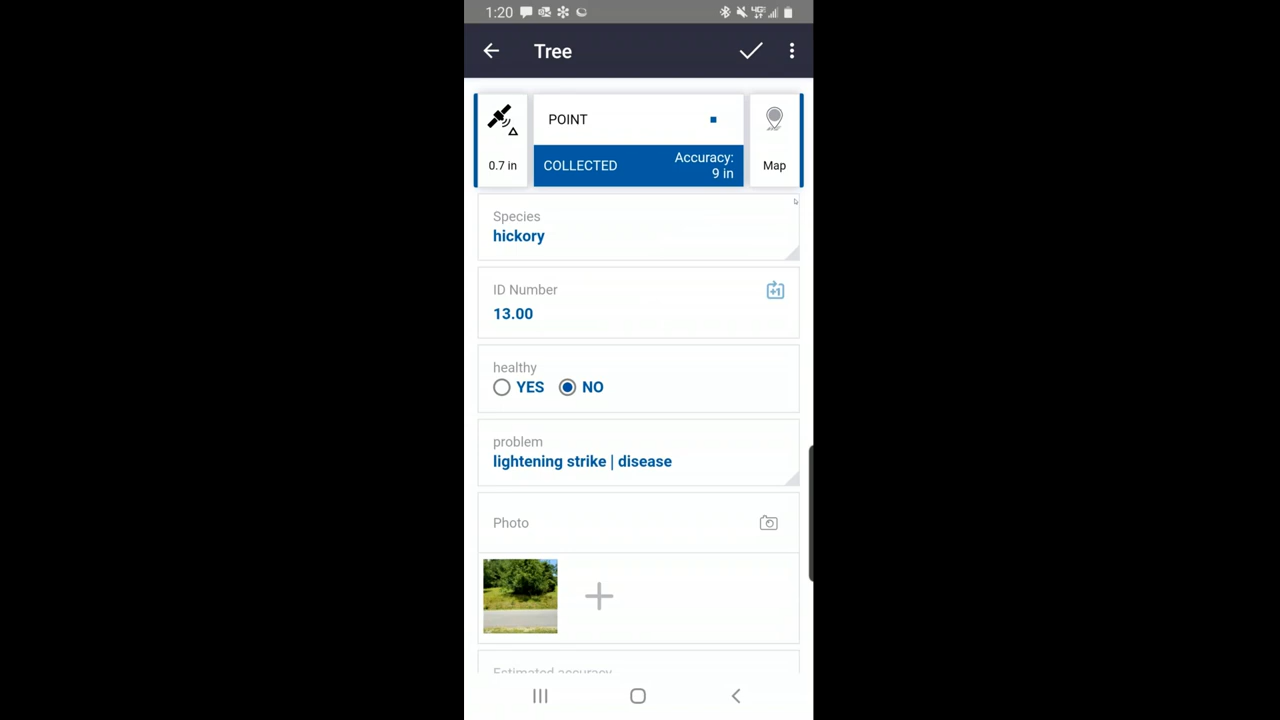 1:20
Tree
POINT
0.7 in
COLLECTED
Accuracy:
9 in
Map
Species
hickory
ID Number
+1
13.00
healthy
YES
NO
problem
lightening strike | disease
Photo
Estimated accuracy